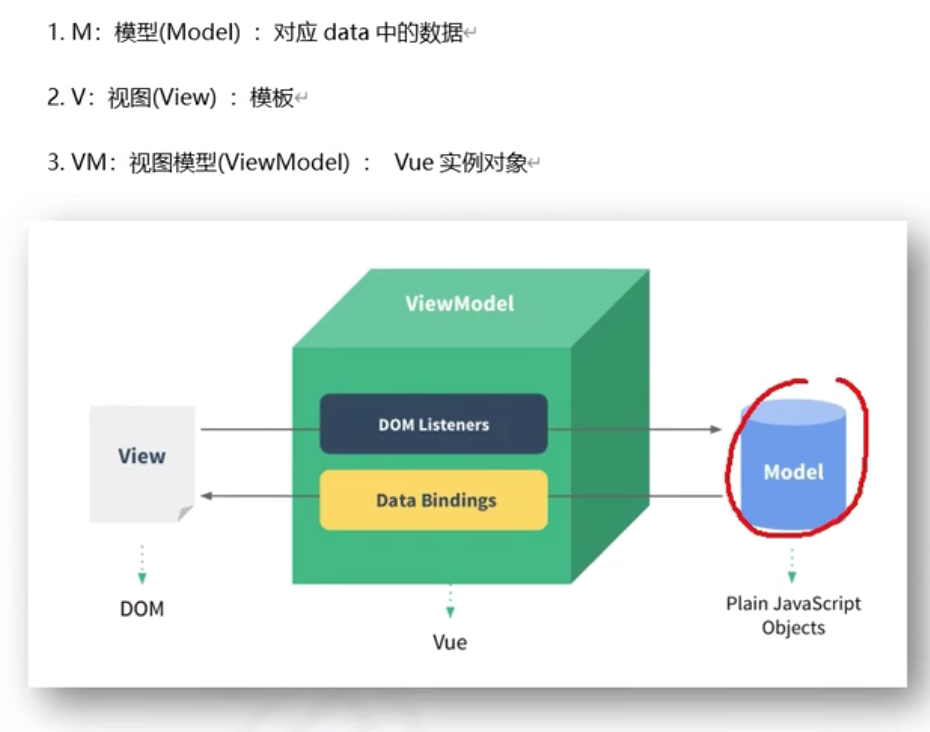 1. M：模型(Model) ：对应 data 中的数据↵
2. V：视图(View) ：模板↵
3. VM：视图模型(ViewModel) ： Vue 实例对象↵
ViewModel
DOM Listeners
View
Model
Data Bindings
DOM
Plain JavaScript
Objects
Vue